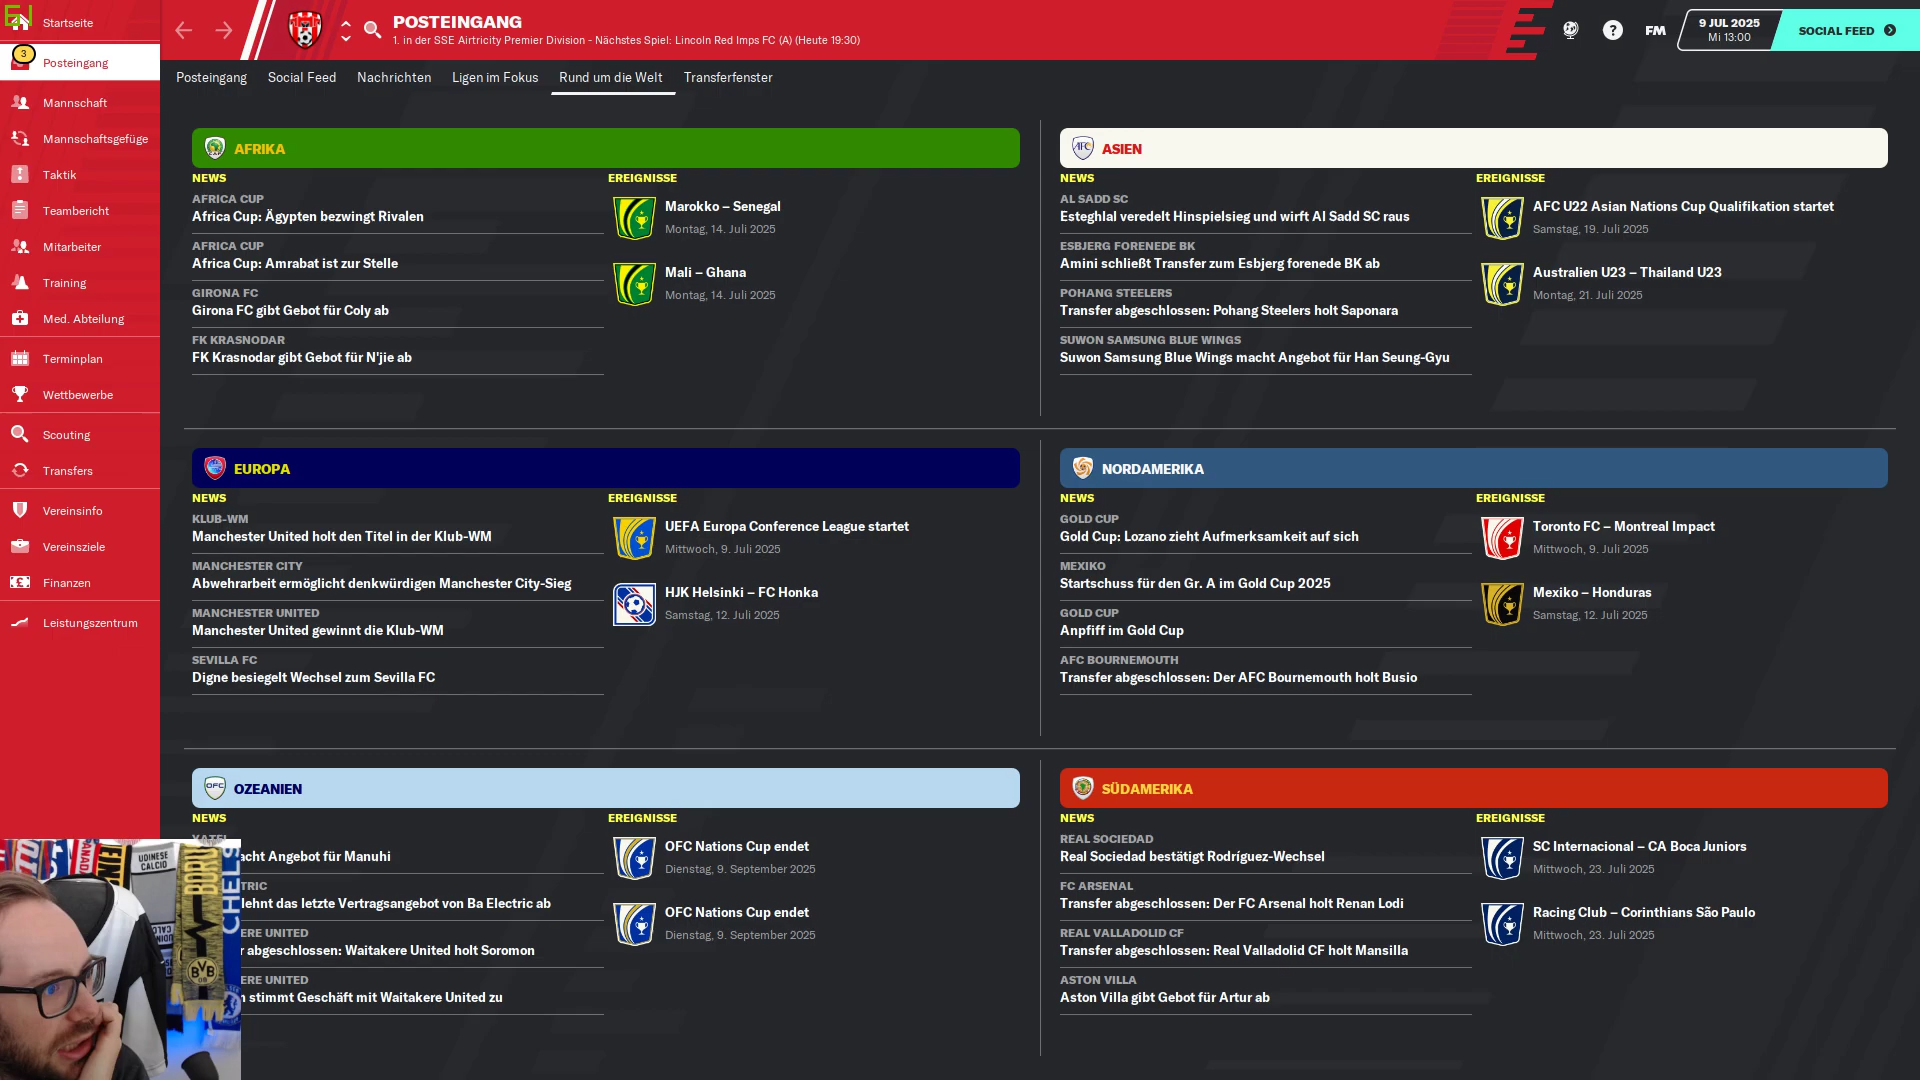 Startseite
3
Posteingang
Mannschaft
Mannschaftsgefüge
Taktik
Teambericht
Mitarbeiter
Training
Med. Abteilung
Terminplan
Wettbewerbe
Scouting
Transfers
Vereinsinfo
Vereinsziele
Finanzen
Leistungszentrum
POSTEINGANG
1. in der SSE Airtricity Premier Division - Nächstes Spiel: Lincoln Red Imps FC (A) (Heute 19:30)
?
FM
9 JUL 2025
Mi 13:00
SOCIAL FEED
Posteingang Social Feed Nachrichten Ligen im Fokus Rund um die Welt Transferfenster
AFRIKA
NEWS
AFRICA CUP
Africa Cup: Ägypten bezwingt Rivalen
AFRICA CUP
Africa Cup: Amrabat ist zur Stelle
GIRONA FC
Girona FC gibt Gebot für Coly ab
FK KRASNODAR
FK Krasnodar gibt Gebot für N'jie ab
EREIGNISSE
Marokko – Senegal
Montag, 14. Juli 2025
Mali – Ghana
Montag, 14. Juli 2025
AFC
ASIEN
NEWS
AL SADD SC
Esteghlal veredelt Hinspielsieg und wirft Al Sadd SC raus
ESBJERG FORENEDE BK
Amini schließt Transfer zum Esbjerg forenede BK ab
POHANG STEELERS
Transfer abgeschlossen: Pohang Steelers holt Saponara
SUWON SAMSUNG BLUE WINGS
Suwon Samsung Blue Wings macht Angebot für Han Seung-Gyu
EREIGNISSE
AFC U22 Asian Nations Cup Qualifikation startet
Samstag, 19. Juli 2025
Australien U23 – Thailand U23
Montag, 21. Juli 2025
EUROPA
NEWS
KLUB-WM
Manchester United holt den Titel in der Klub-WM
MANCHESTER CITY
Abwehrarbeit ermöglicht denkwürdigen Manchester City-Sieg
MANCHESTER UNITED
Manchester United gewinnt die Klub-WM
SEVILLA FC
Digne besiegelt Wechsel zum Sevilla FC
EREIGNISSE
UEFA Europa Conference League startet
Mittwoch, 9. Juli 2025
HJK Helsinki – FC Honka
Samstag, 12. Juli 2025
NORDAMERIKA
NEWS
GOLD CUP
Gold Cup: Lozano zieht Aufmerksamkeit auf sich
MEXIKO
Startschuss für den Gr. A im Gold Cup 2025
GOLD CUP
Anpfiff im Gold Cup
AFC BOURNEMOUTH
Transfer abgeschlossen: Der AFC Bournemouth holt Busio
EREIGNISSE
Toronto FC – Montreal Impact
Mittwoch, 9. Juli 2025
Mexiko – Honduras
Samstag, 12. Juli 2025
OFC
OZEANIEN
NEWS
acht Angebot für Manuhi
TRIC
lehnt das letzte Vertragsangebot von Ba Electric ab
ERE UNITED
r abgeschlossen: Waitakere United holt Soromon
ERE UNITED
n stimmt Geschäft mit Waitakere United zu
EREIGNISSE
OFC Nations Cup endet
Dienstag, 9. September 2025
OFC Nations Cup endet
Dienstag, 9. September 2025
SÜDAMERIKA
NEWS
REAL SOCIEDAD
Real Sociedad bestätigt Rodríguez-Wechsel
FC ARSENAL
Transfer abgeschlossen: Der FC Arsenal holt Renan Lodi
REAL VALLADOLID CF
Transfer abgeschlossen: Real Valladolid CF holt Mansilla
ASTON VILLA
Aston Villa gibt Gebot für Artur ab
EREIGNISSE
SC Internacional – CA Boca Juniors
Mittwoch, 23. Juli 2025
Racing Club – Corinthians São Paulo
Mittwoch, 23. Juli 2025
UDINESE
CALCIO
BORU
CHELS
BVB
09